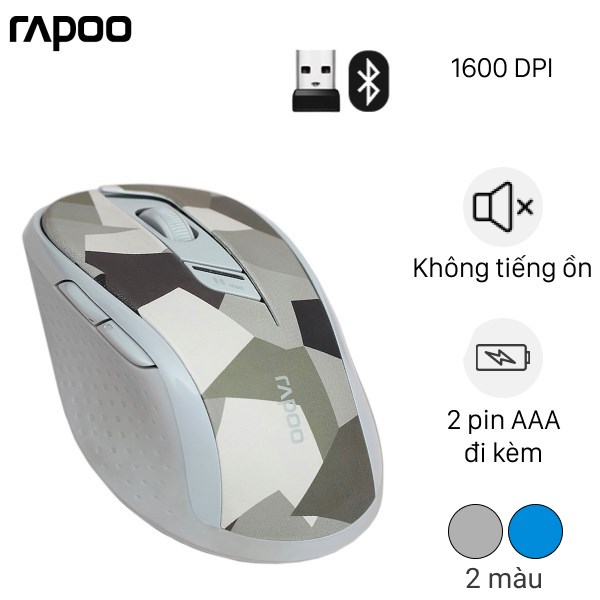 rapoo
1600 DPI
Không tiếng ồn
rapoo
2 pin AAA
đi kèm
2 màu